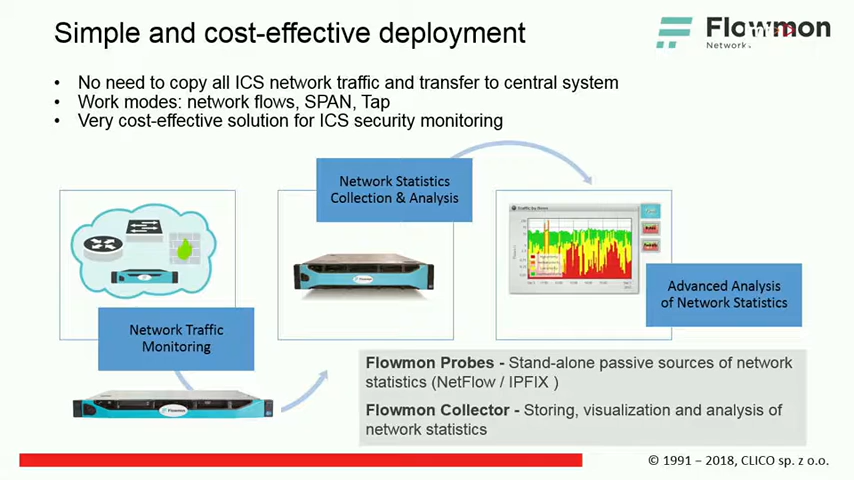 Simple and cost-effective deployment
Flowmon
Network
• No need to copy all ICS network traffic and transfer to central system
• Work modes: network flows, SPAN, Tap
• Very cost-effective solution for ICS security monitoring
Network Statistics
Collection & Analysis
Advanced Analysis
of Network Statistics
Network Traffic
Monitoring
Flowmon
Flowmon Probes - Stand-alone passive sources of network
statistics (NetFlow / IPFIX )
Flowmon Collector - Storing, visualization and analysis of
network statistics
© 1991 – 2018, CLICO sp. z o.o.